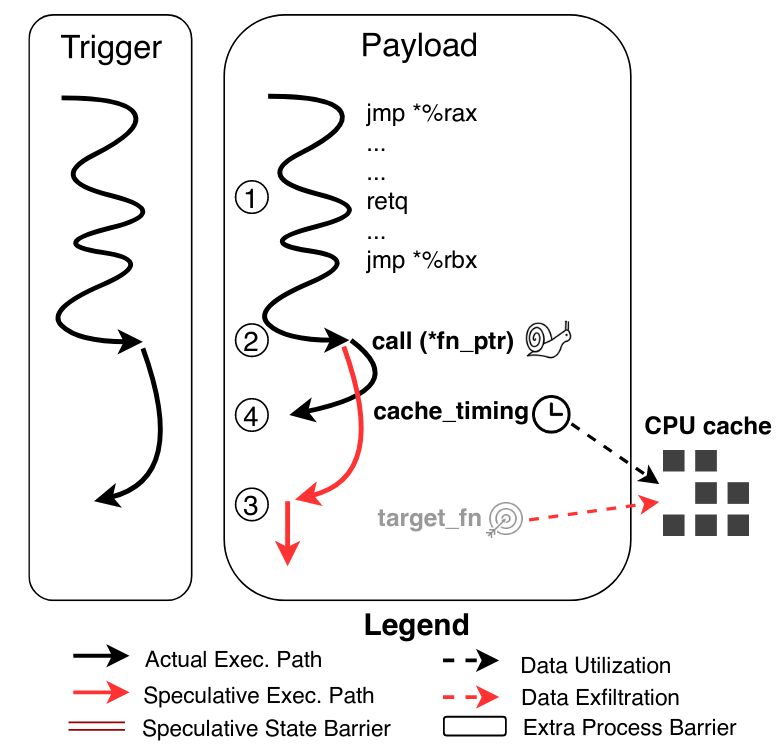 Trigger
Payload
jmp *%rax
...
...
① retq
...
jmp *%rbx
② call (*fn_ptr)
④ cache_timing
CPU cache
③ target_fn
Legend
Actual Exec. Path
Data Utilization
Speculative Exec. Path
Data Exfiltration
Speculative State Barrier
Extra Process Barrier